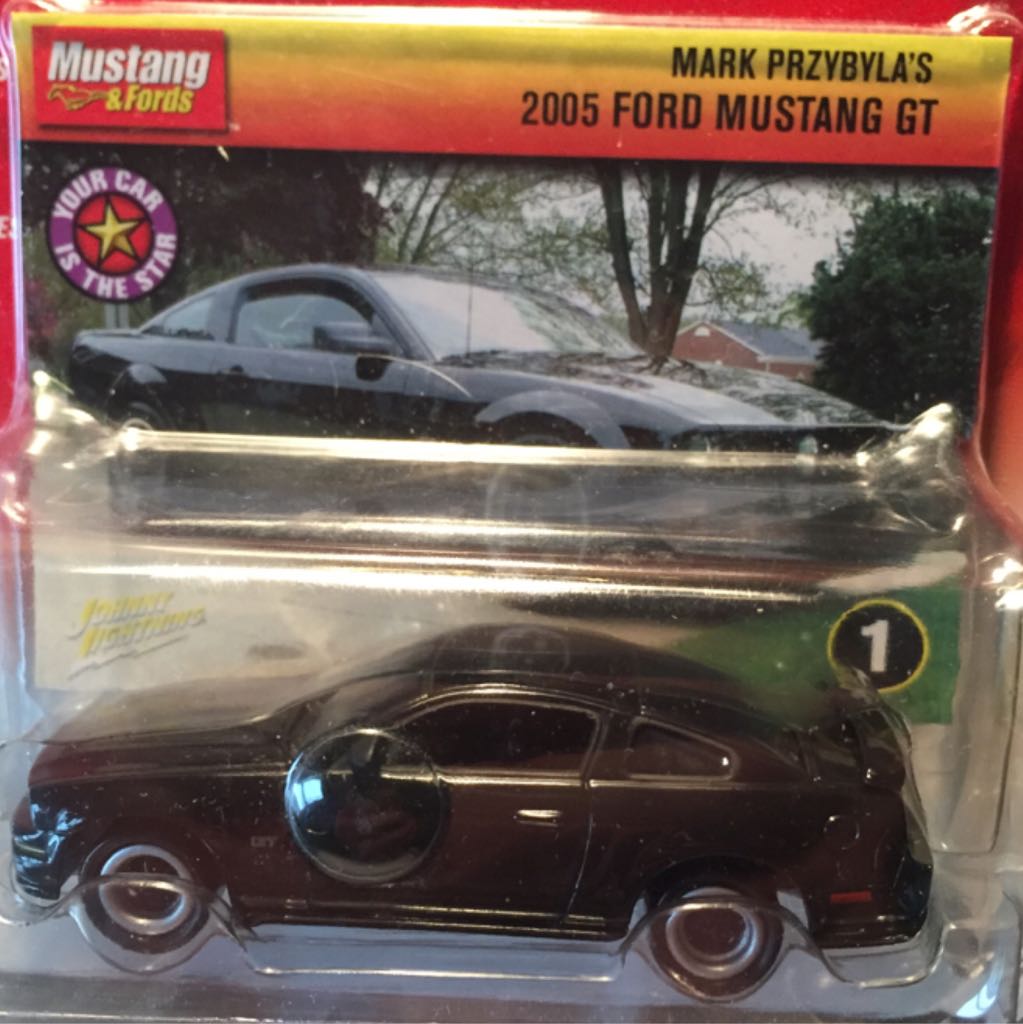 Mustang
&Fords
MARK PRZYBYLA'S
2005 FORD MUSTANG GT
YOUR CAR
IS THE STAR
JOHNNY
LIGHTNING
1